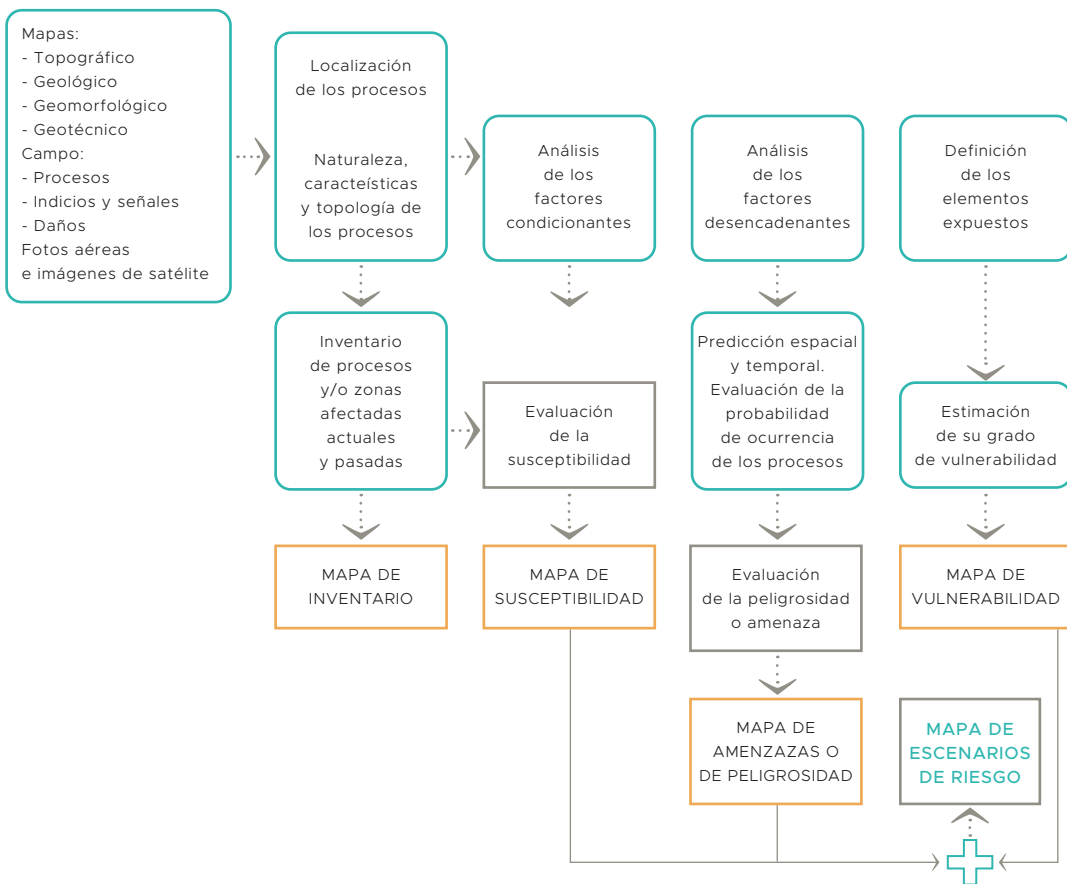 Mapas:
- Topográfico
- Geológico
- Geomorfológico
- Geotécnico
Campo:
- Procesos
- Indicios y señales
- Daños
Fotos aéreas
e imágenes de satélite
Localización
de los procesos
Naturaleza,
careteísticas
y topología de
los procesos
Análisis
de los
factores
condicionantes
Análisis
de los
factores
desencadenantes
Definición
de los
elementos
expuestos
Inventario
de procesos
y/o zonas
afectadas
actuales
y pasadas
Evaluación
de la
susceptibilidad
Predicción espacial
y temporal.
Evaluación de la
probabilidad
de ocurrencia
de los procesos
Estimación
de su grado
de vulnerabilidad
MAPA DE
INVENTARIO
MAPA DE
SUSCEPTIBILIDAD
Evaluación
de la peligrosidad
o amenaza
MAPA DE
VULNERABILIDAD
MAPA DE
AMENZAZAS O
DE PELIGROSIDAD
MAPA DE
ESCENARIOS
DE RIESGO